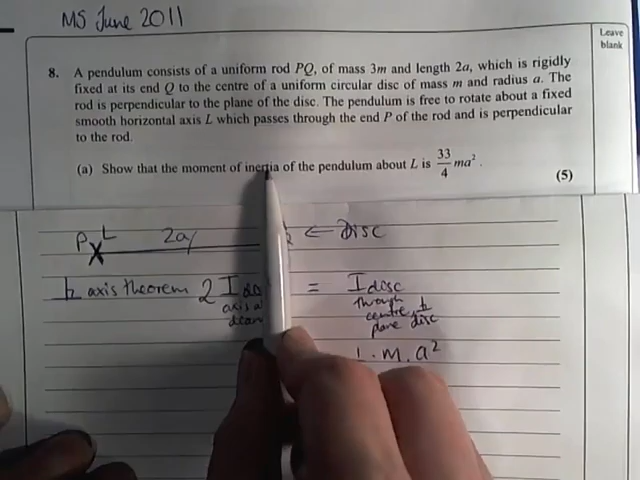 MS June 2011
Leave
blank
8. A pendulum consists of a uniform rod PQ, of mass 3m and length 2a, which is rigidly
fixed at its end Q to the centre of a uniform circular disc of mass m and radius a. The
rod is perpendicular to the plane of the disc. The pendulum is free to rotate about a fixed
smooth horizontal axis L which passes through the end P of the rod and is perpendicular
to the rod.
(a) Show that the moment of inertia of the pendulum about L is 33/4 ma².
(5)
P L 2a ← Disc
axis theorem 2 I = I disc
through
centre
plane disc
. m. a²